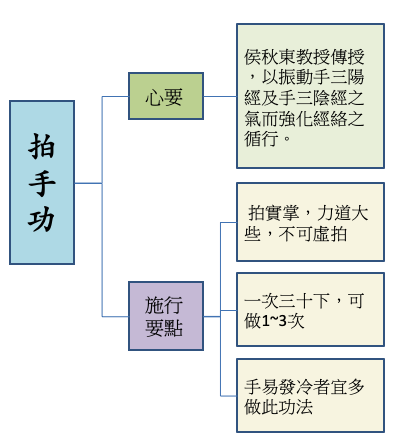 拍手功
心要
侯秋東教授傳授
，以振動手三陽
經及手三陰經之
氣而強化經絡之
循行。
施行
要點
拍實掌，力道大
些，不可虛拍
一次三十下，可
做1~3次
手易發冷者宜多
做此功法